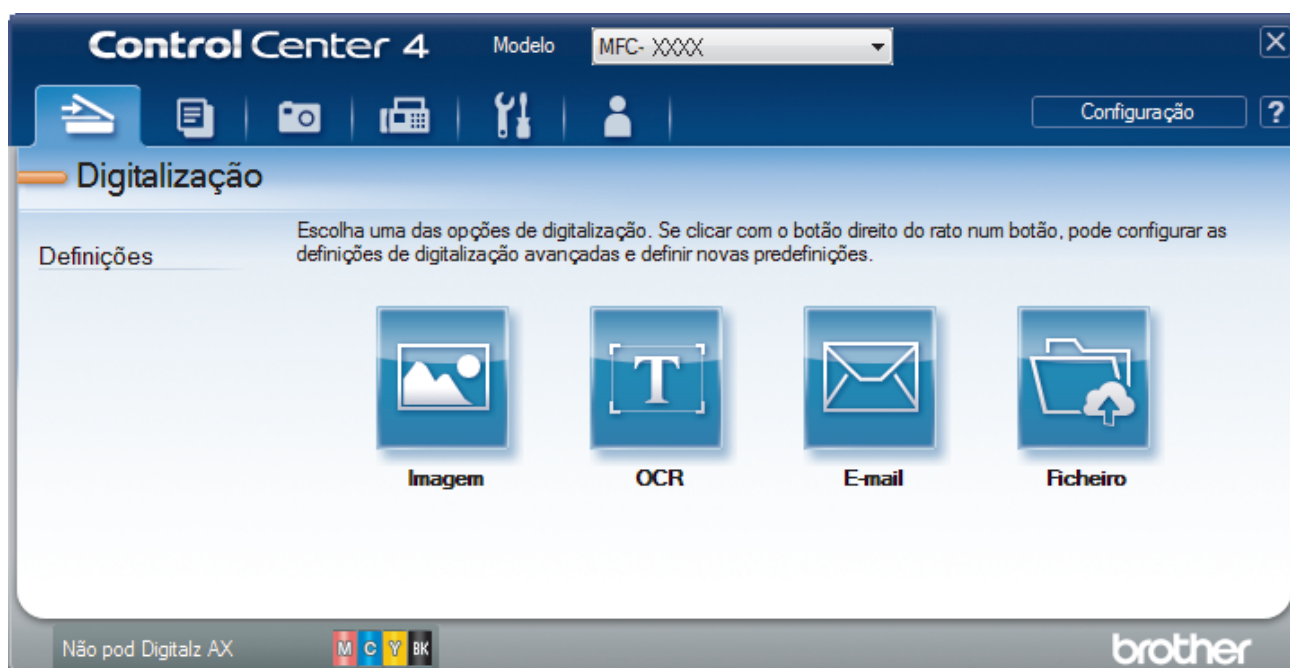 ControlCenter 4 Modelo MFC- XXXX
Configuração ?
Digitalização
Definições
Escolha uma das opções de digitalização. Se clicar com o botão direito do rato num botão, pode configurar as
definições de digitalização avançadas e definir novas predefinições.
T
Imagem OCR E-mail Ficheiro
Não pod Digitalz AX M C Y BK brother